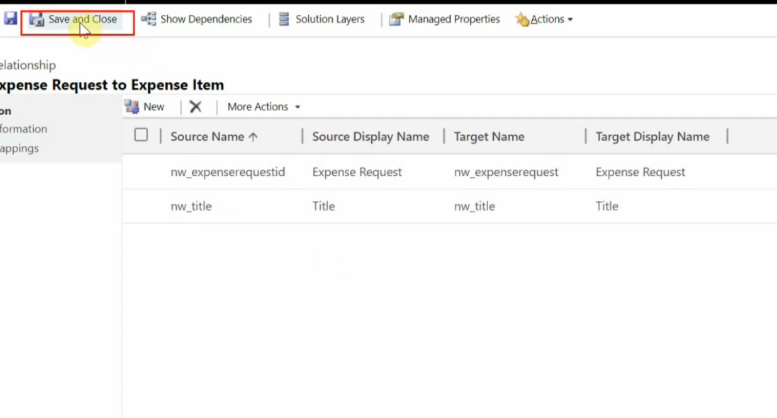 Save and Close Show Dependencies Solution Layers Managed Properties Actions
elationship
xpense Request to Expense Item
on
formation
appings
New More Actions
Source Name ↑ Source Display Name Target Name Target Display Name
nw_expenserequestid Expense Request nw_expenserequest Expense Request
nw_title Title nw_title Title